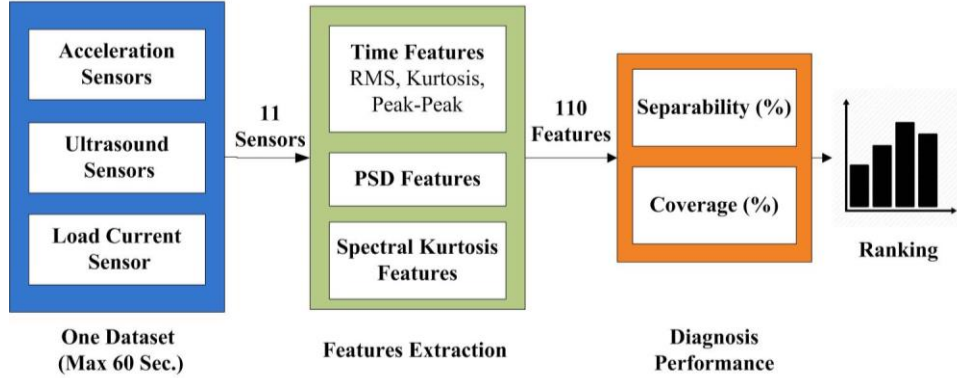 Acceleration
Sensors
Ultrasound
Sensors
Load Current
Sensor
One Dataset
(Max 60 Sec.)
11
Sensors
Time Features
RMS, Kurtosis,
Peak-Peak
PSD Features
Spectral Kurtosis
Features
Features Extraction
110
Features
Separability (%)
Coverage (%)
Diagnosis
Performance
Ranking